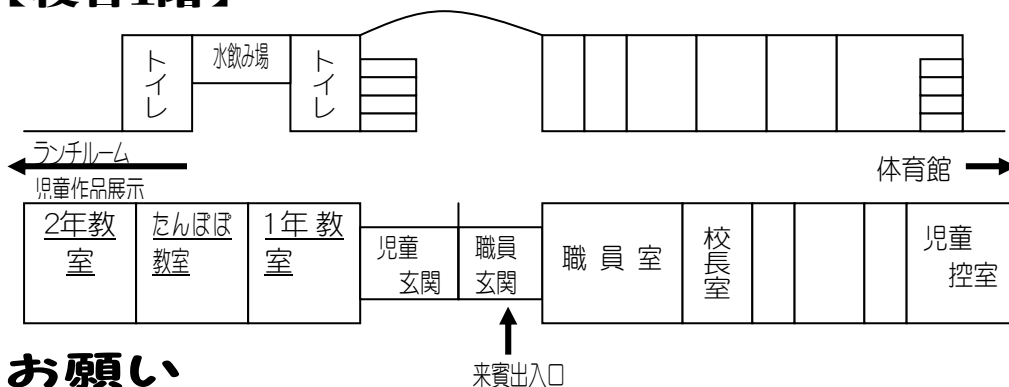 【校舎1階】
トイレ
水飲み場
トイレ
ランチルーム
児童作品展示
体育館
2年教
室
たんぽぽ
教室
1年教
室
児童
玄関
職員
玄関
職員室
校長室
児童
控室
来賓出入口
お願い